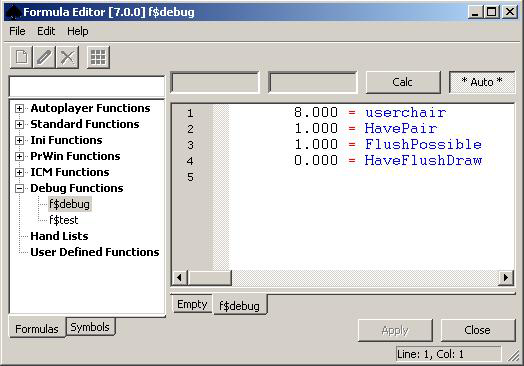 Formula Editor [7.0.0] f$debug
File Edit Help
Calc * Auto *
Autoplayer Functions
Standard Functions
Ini Functions
PrWin Functions
ICM Functions
Debug Functions
f$debug
f$test
Hand Lists
User Defined Functions
1 8.000 = userchair
2 1.000 = HavePair
3 1.000 = FlushPossible
4 0.000 = HaveFlushDraw
5
Empty f$debug
Formulas Symbols
Apply Close
Line: 1, Col: 1